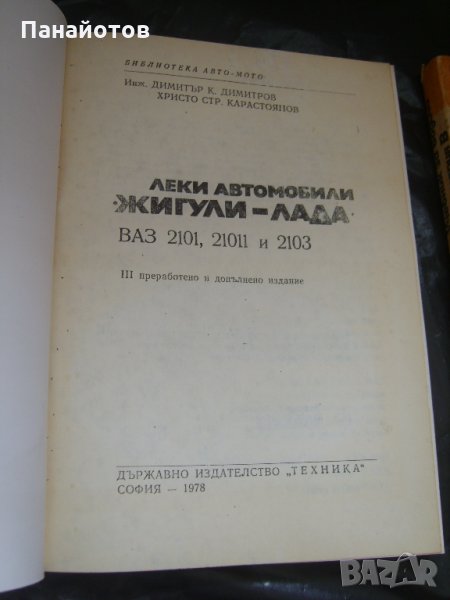 Панайотов
БИБЛИОТЕКА АВТО-МОТО
Инж. ДИМИТЪР К. ДИМИТРОВ
ХРИСТО СТР. КАРАСТОЯНОВ
ЛЕКИ АВТОМОБИЛИ
ЖИГУЛИ-ЛАДА
ВАЗ 2101, 21011 и 2103
III преработено и допълнено издание
ДЪРЖАВНО ИЗДАТЕЛСТВО „ТЕХНИКА"
СОФИЯ — 1978
BAZAR